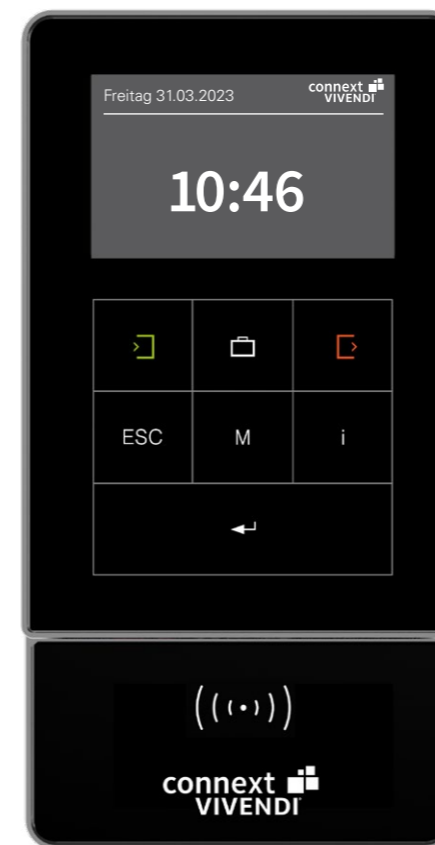 Freitag 31.03.2023
connext
VIVENDI
10:46
ESC M i
connext
VIVENDI